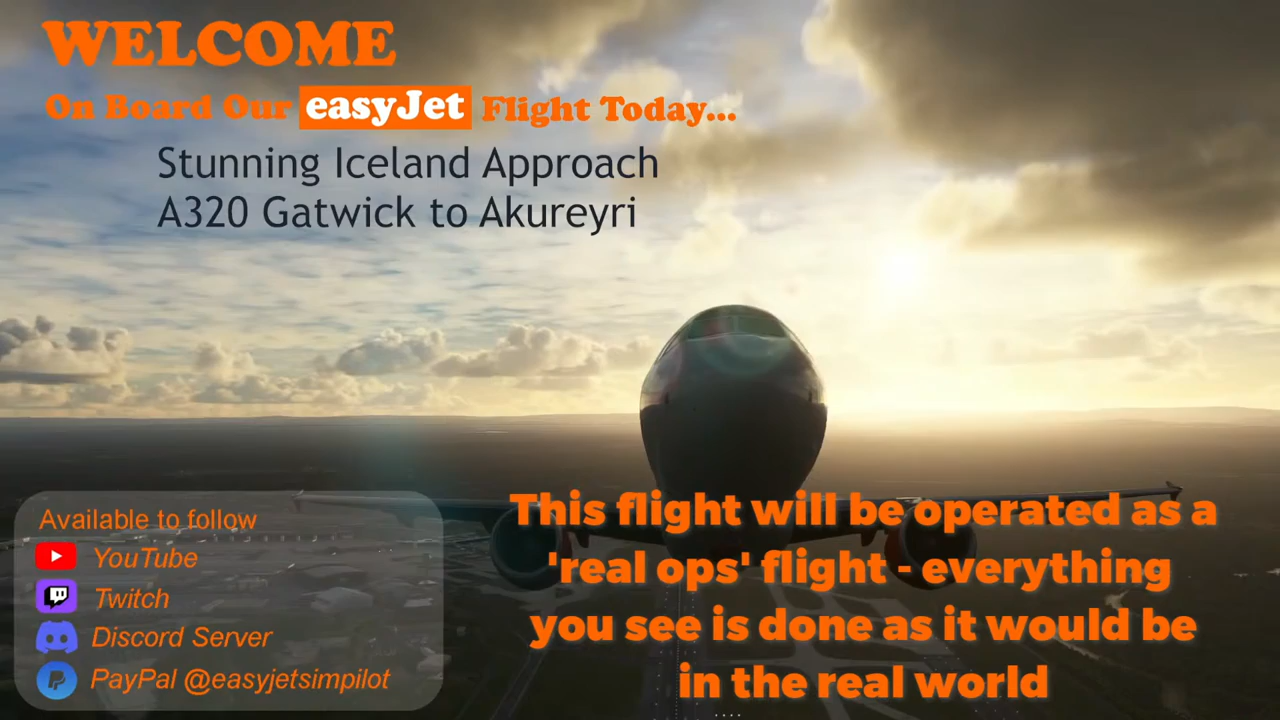 WELCOME
On Board Our easyJet Flight Today...
Stunning Iceland Approach
A320 Gatwick to Akureyri
Available to follow
YouTube
Twitch
Discord Server
PayPal @easyjetsimpilot
This flight will be operated as a
'real ops' flight - everything
you see is done as it would be
in the real world